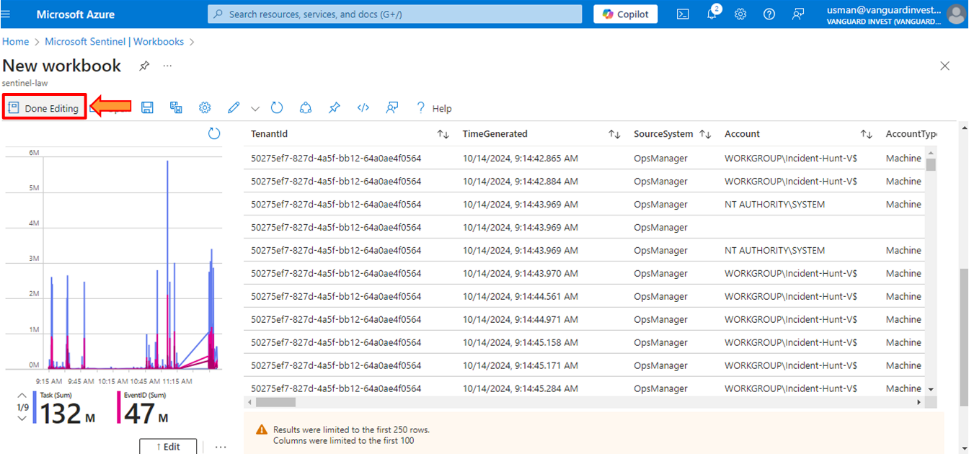 Microsoft Azure
Search resources, services, and docs (G+/)
Copilot
2
usman@vanguardinvest...
VANGUARD INVEST (VANGUARD...
Home > Microsoft Sentinel | Workbooks >
New workbook
...
sentinel-law
Done Editing
Help
TenantId TimeGenerated SourceSystem Account AccountType
50275ef7-827d-4a5f-bb12-64a0ae4f0564 10/14/2024, 9:14:42.865 AM OpsManager WORKGROUP\Incident-Hunt-V$ Machine
50275ef7-827d-4a5f-bb12-64a0ae4f0564 10/14/2024, 9:14:42.884 AM OpsManager WORKGROUP\Incident-Hunt-V$ Machine
50275ef7-827d-4a5f-bb12-64a0ae4f0564 10/14/2024, 9:14:43.969 AM OpsManager NT AUTHORITY\SYSTEM Machine
50275ef7-827d-4a5f-bb12-64a0ae4f0564 10/14/2024, 9:14:43.969 AM OpsManager
50275ef7-827d-4a5f-bb12-64a0ae4f0564 10/14/2024, 9:14:43.969 AM OpsManager NT AUTHORITY\SYSTEM Machine
50275ef7-827d-4a5f-bb12-64a0ae4f0564 10/14/2024, 9:14:43.970 AM OpsManager WORKGROUP\Incident-Hunt-V$ Machine
50275ef7-827d-4a5f-bb12-64a0ae4f0564 10/14/2024, 9:14:44.561 AM OpsManager WORKGROUP\Incident-Hunt-V$ Machine
50275ef7-827d-4a5f-bb12-64a0ae4f0564 10/14/2024, 9:14:44.971 AM OpsManager WORKGROUP\Incident-Hunt-V$ Machine
50275ef7-827d-4a5f-bb12-64a0ae4f0564 10/14/2024, 9:14:45.158 AM OpsManager WORKGROUP\Incident-Hunt-V$ Machine
50275ef7-827d-4a5f-bb12-64a0ae4f0564 10/14/2024, 9:14:45.171 AM OpsManager WORKGROUP\Incident-Hunt-V$ Machine
50275ef7-827d-4a5f-bb12-64a0ae4f0564 10/14/2024, 9:14:45.284 AM OpsManager WORKGROUP\Incident-Hunt-V$ Machine
6M
5M
4M
3M
2M
1M
0M
9:15 AM 9:45 AM 10:15 AM 10:45 AM 11:15 AM
1/9
Task (Sum)
132 M
EventID (Sum)
47 M
↑ Edit
...
Results were limited to the first 250 rows.
Columns were limited to the first 100